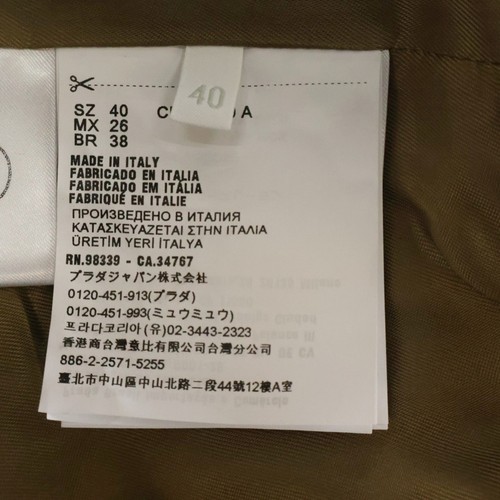 40
SZ 40
MX 26
BR 38
MADE IN ITALY
FABRICADO EN ITALIA
FABRICADO EM ITÁLIA
FABRIQUÉ EN ITALIE
ПРОИЗВЕДЕНО В ИТАЛИЯ
ΚΑΤΑΣΚΕΥΑΖΕΤΑΙ ΣΤΗΝ ΙΤΑΛΙΑ
ÜRETİM YERİ İTALYA
RN.98339 - CA.34767
プラダジャパン株式会社
0120-451-913(プラダ)
0120-451-993(ミュウミュウ)
프라다코리아(유)02-3443-2323
香港商台灣意比有限公司台灣分公司
886-2-2571-5255
臺北市中山區中山北路二段44號12樓A室